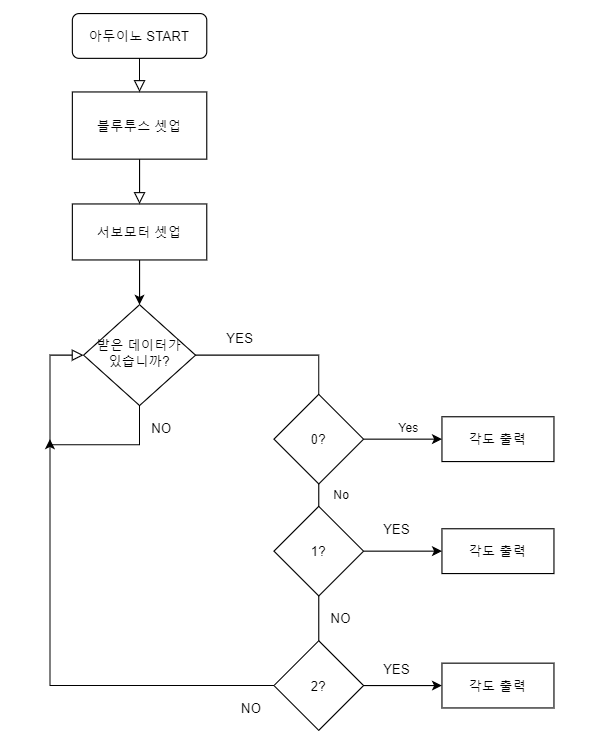 아두이노 START
블루투스 셋업
서보모터 셋업
받은 데이터가
있습니까?
YES
NO
0?
Yes
각도 출력
No
1?
YES
각도 출력
NO
2?
YES
각도 출력
NO